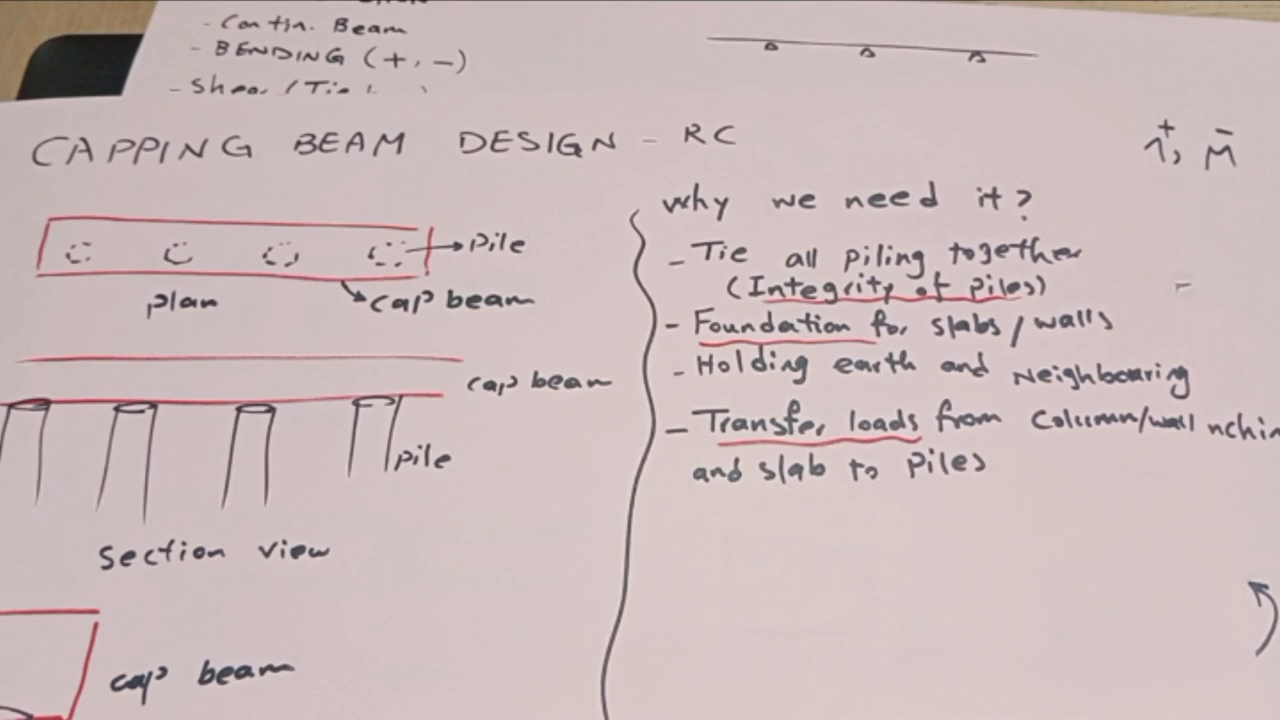 - Contin. Beam
- BENDING (+, -)
CAPPING BEAM DESIGN - RC
Pile
cap beam
plan
cap beam
pile
section view
cap beam
why we need it?
- Tie all piling together
(Integrity of Piles)
- Foundation for slabs / walls
- Holding earth and Neighbouring
- Transfer loads from Column/wall
and slab to Piles